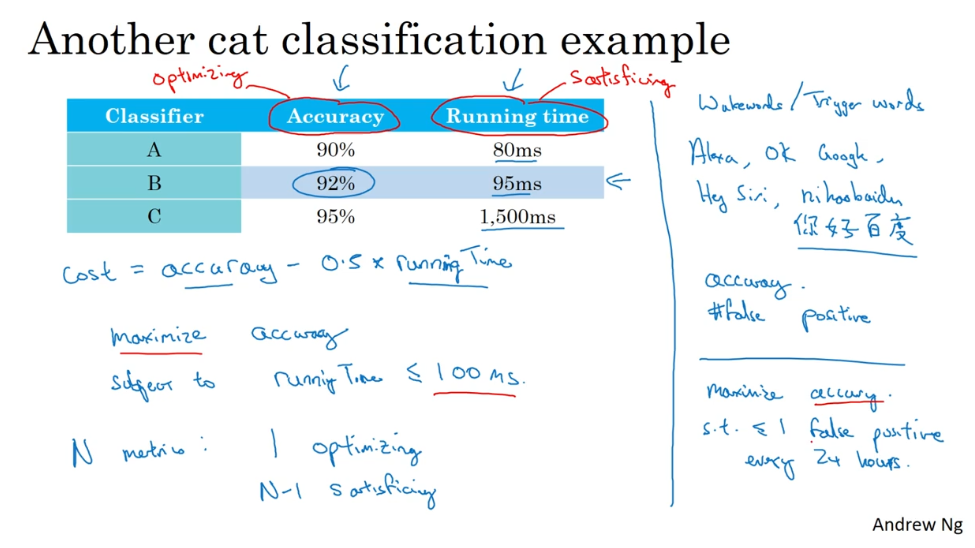 Another cat classification example
Optimizing
Satisficing
Classifier Accuracy Running time
A 90% 80ms
B 92% 95ms
C 95% 1,500ms
cost = accuracy - 0.5 x running Time
maximize accuracy
subject to running Time ≤ 100 ms.
N metrics: 1 optimizing
N-1 satisficing
Wakewords / Trigger words
Alexa, OK Google,
Hey Siri, nihaobaidu
你好百度
accuracy.
#false positive
maximize accuracy.
s.t. ≤ 1 false positive
every 24 hours.
Andrew Ng